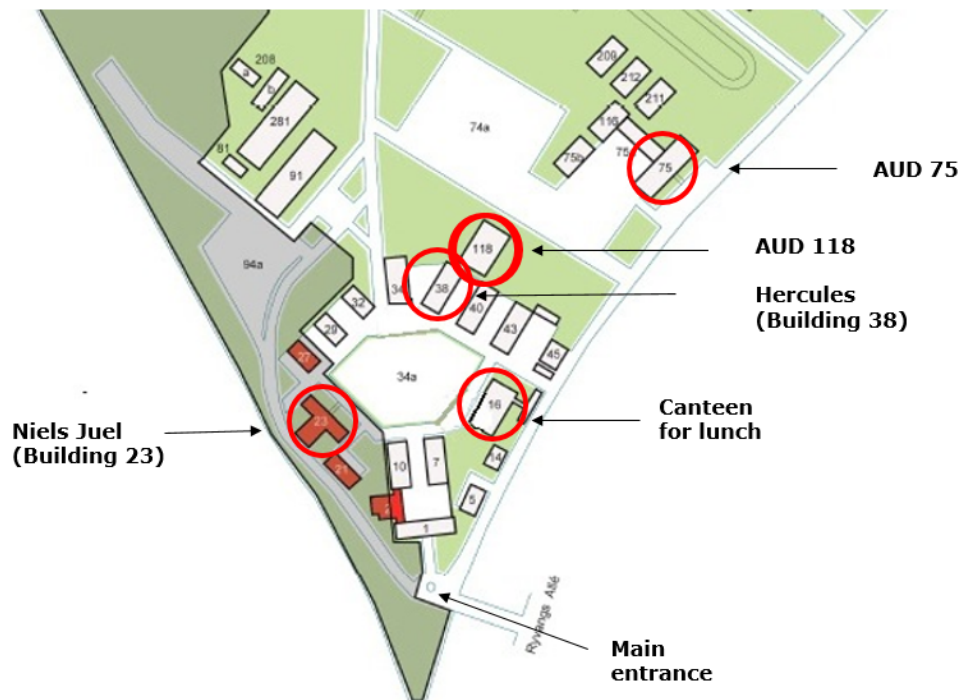 208
a
b
281
81
91
94a
74a
209
212
211
116
75b
75
75
AUD 75
118
AUD 118
34
38
40
43
45
Hercules
(Building 38)
32
29
27
34a
16
Canteen
for lunch
23
Niels Juel
(Building 23)
21
10
7
14
5
2
1
Ryvangs Allé
Main
entrance